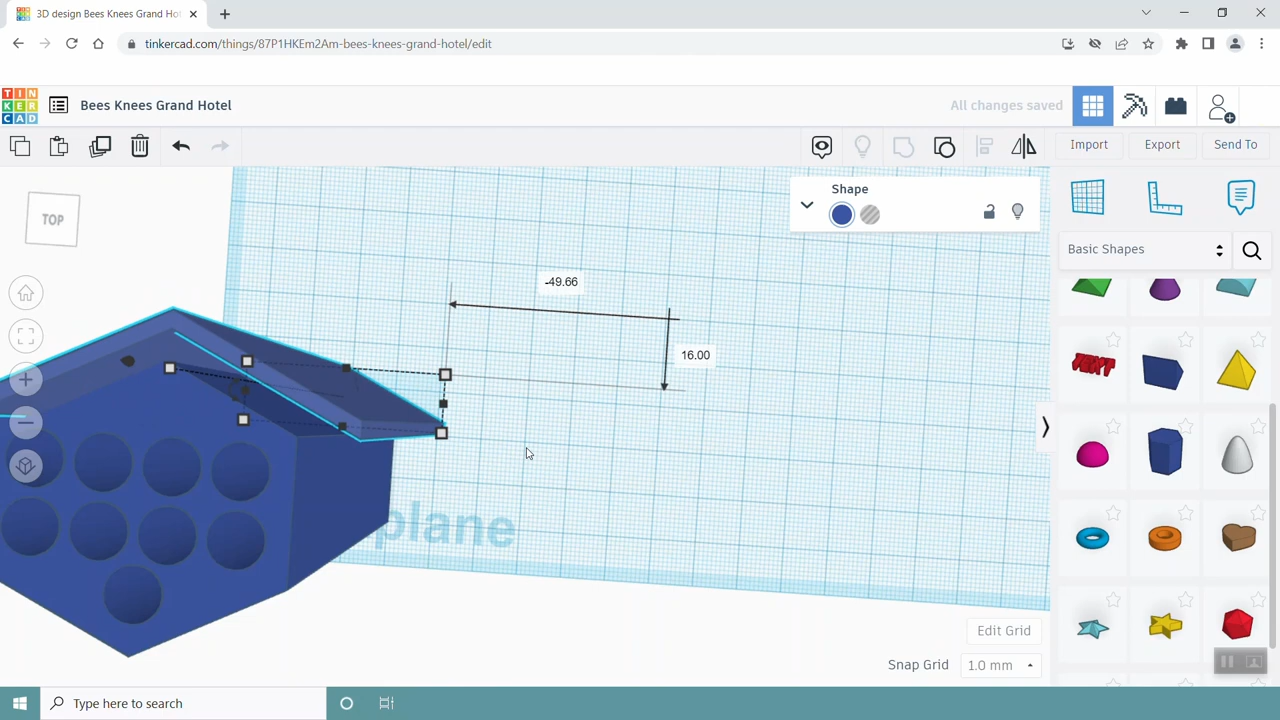 3D design Bees Knees Grand Ho
tinkercad.com/things/87P1HKEm2Am-bees-knees-grand-hotel/edit
TIN
KER
CAD
Bees Knees Grand Hotel
All changes saved
Import
Export
Send To
Shape
TOP
Basic Shapes
-49.66
16.00
TEXT
plane
Edit Grid
Snap Grid
1.0 mm
Type here to search